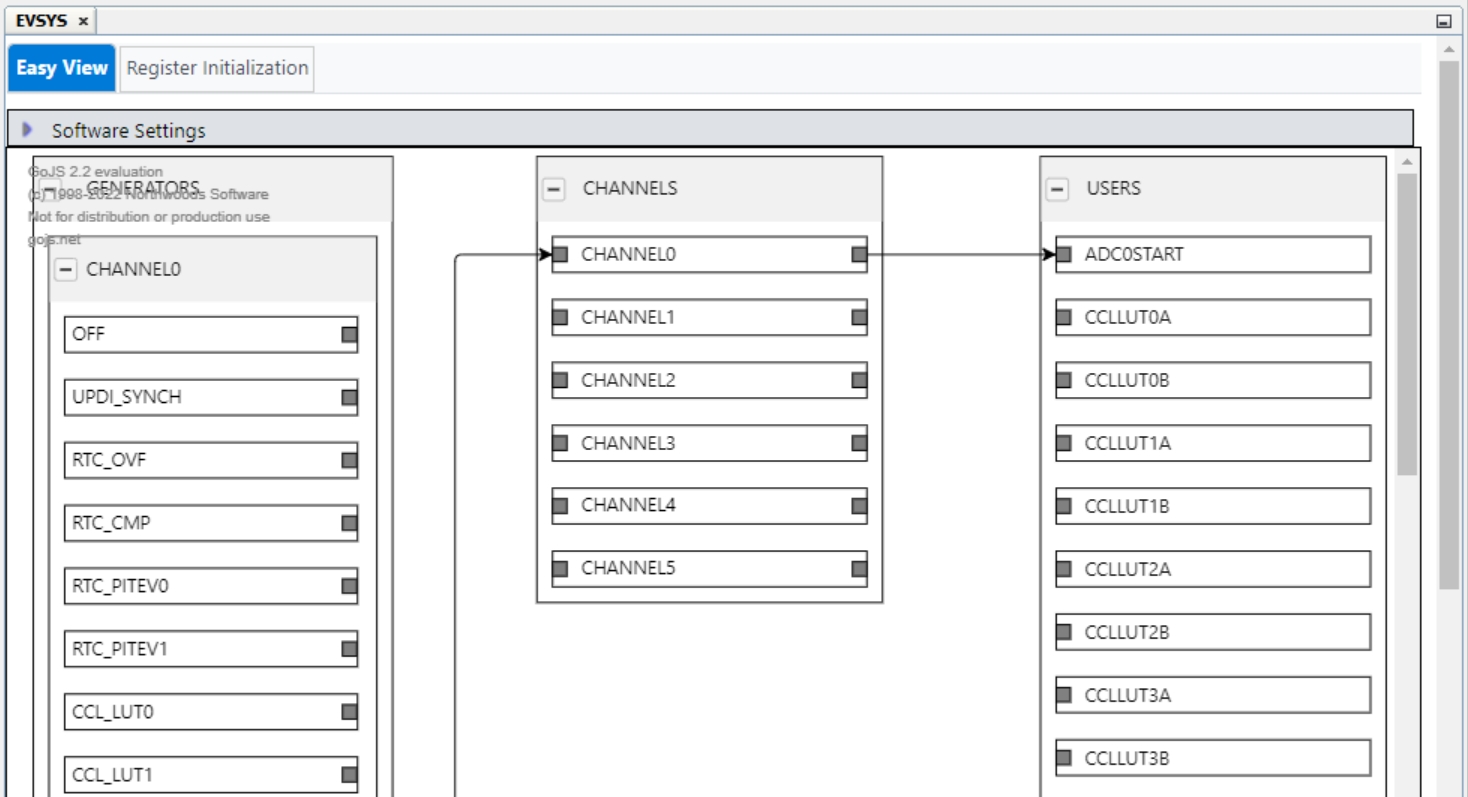 EVSYS ×
Easy View
Register Initialization
Software Settings
GoJS 2.2 evaluation
(c) 1998-2022 Northwoods Software
Not for distribution or production use
gojs.net
GENERATORS
CHANNEL0
OFF
UPDI_SYNCH
RTC_OVF
RTC_CMP
RTC_PITEV0
RTC_PITEV1
CCL_LUT0
CCL_LUT1
CHANNELS
CHANNEL0
CHANNEL1
CHANNEL2
CHANNEL3
CHANNEL4
CHANNEL5
USERS
ADC0START
CCLLUT0A
CCLLUT0B
CCLLUT1A
CCLLUT1B
CCLLUT2A
CCLLUT2B
CCLLUT3A
CCLLUT3B